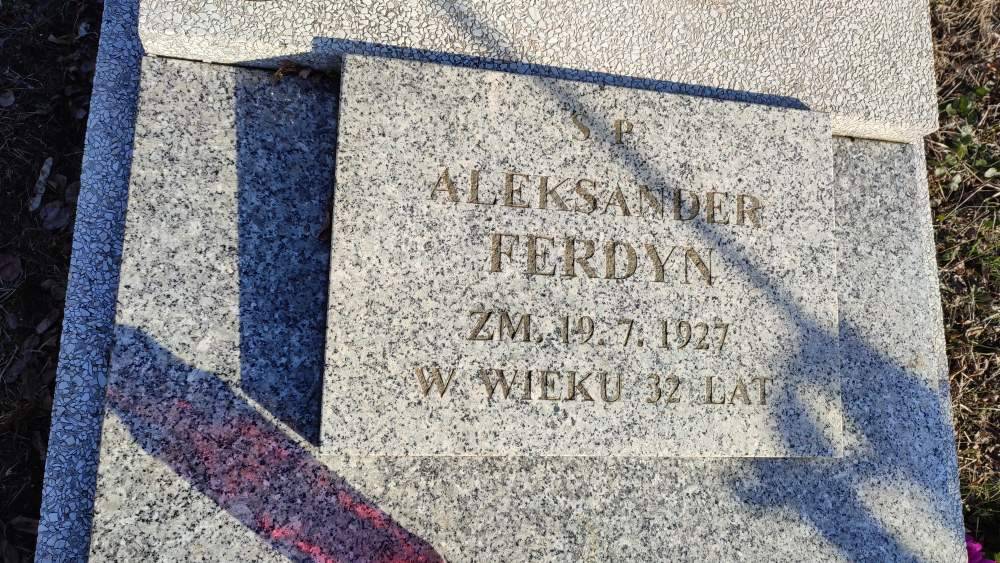 Ś. P.
ALEKSANDER
FERDYN
ZM. 19. 7. 1927
W WIEKU 32 LAT